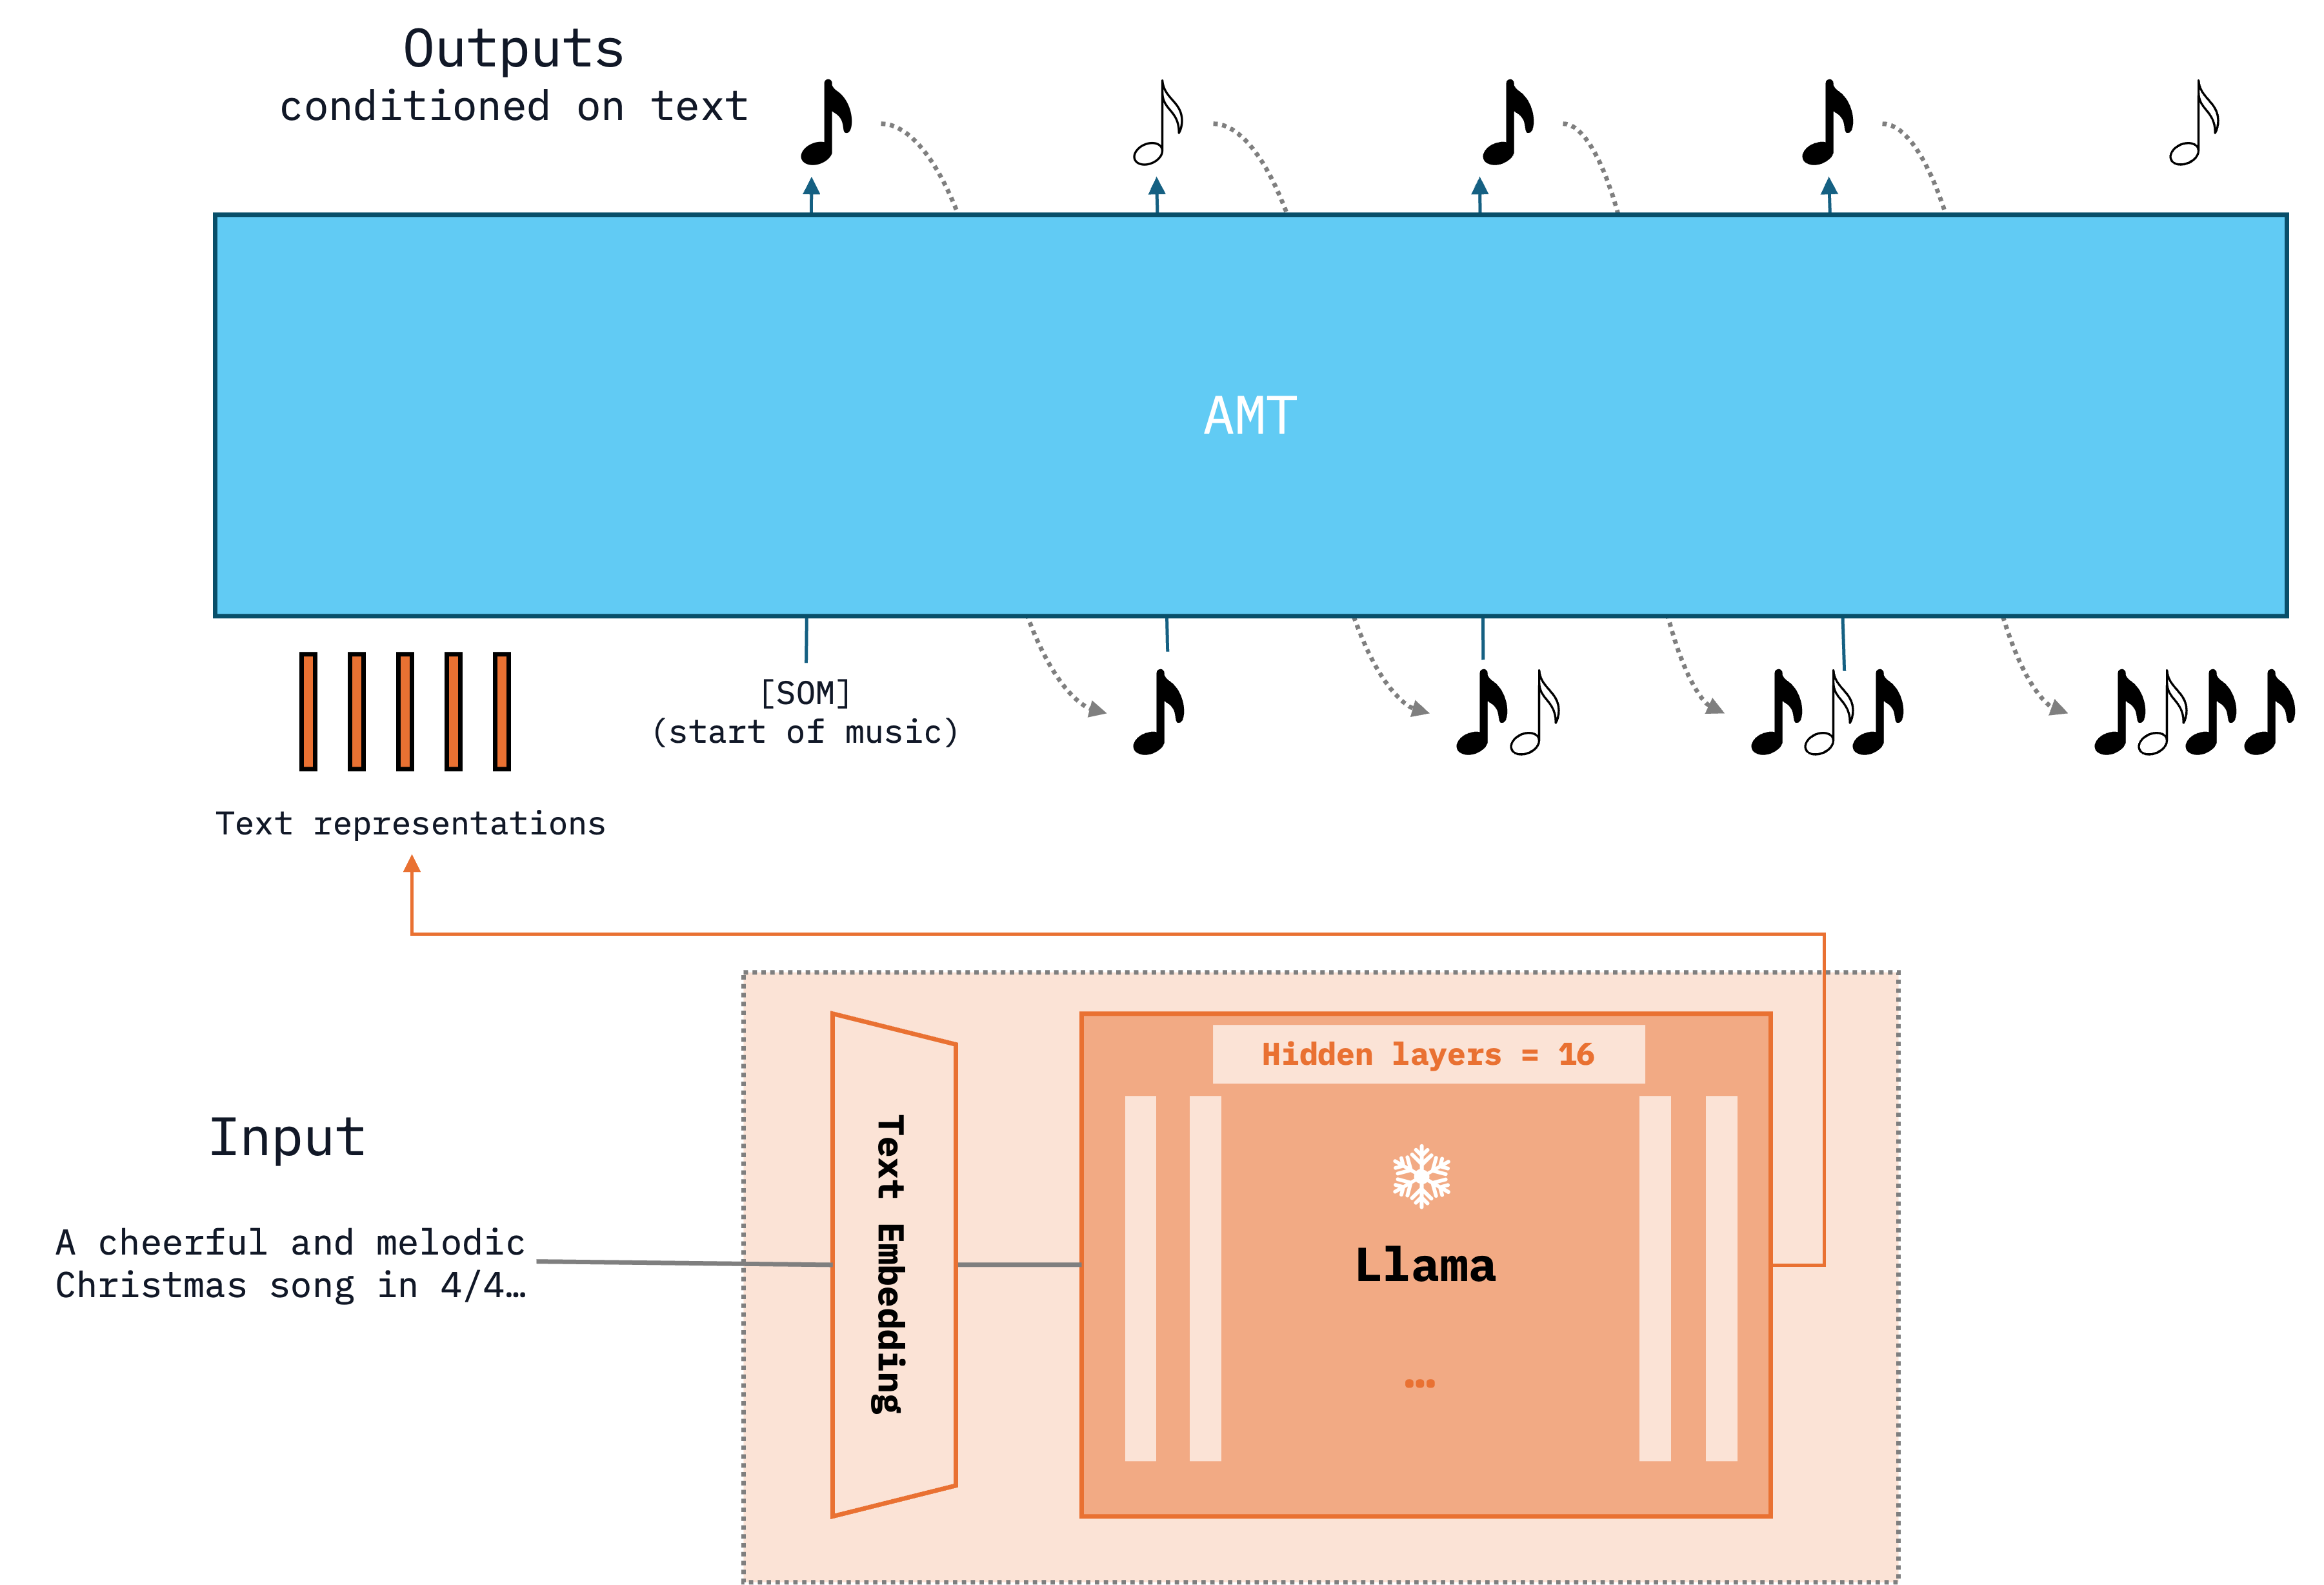 Outputs
conditioned on text
AMT
[SOM]
(start of music)
Text representations
Hidden layers = 16
Text Embedding
Llama
…
Input
A cheerful and melodic
Christmas song in 4/4…